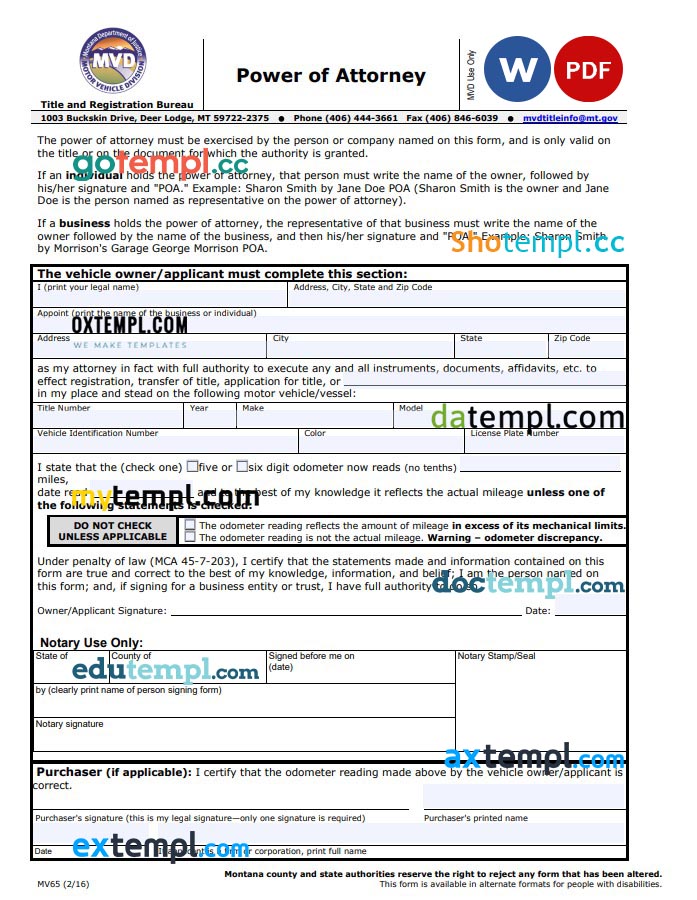 Montana Department of Justice
MVD
MOTOR VEHICLE DIVISION
Title and Registration Bureau
Power of Attorney
MVD Use Only
W
PDF
1003 Buckskin Drive, Deer Lodge, MT 59722-2375 ● Phone (406) 444-3661 Fax (406) 846-6039 ● mvdtitleinfo@mt.gov
The power of attorney must be exercised by the person or company named on this form, and is only valid on
the title or on the document for which the authority is granted.
gotempl.cc
If an individual holds the power of attorney, that person must write the name of the owner, followed by
his/her signature and "POA." Example: Sharon Smith by Jane Doe POA (Sharon Smith is the owner and Jane
Doe is the person named as representative on the power of attorney).
If a business holds the power of attorney, the representative of that business must write the name of the
owner followed by the name of the business, and then his/her signature and "POA." Example: Sharon Smith
by Morrison's Garage George Morrison POA.
Shotempl.cc
The vehicle owner/applicant must complete this section:
I (print your legal name)
Address, City, State and Zip Code
Appoint (print the name of the business or individual)
OXTEMPL.COM
WE MAKE TEMPLATES
Address
City
State
Zip Code
as my attorney in fact with full authority to execute any and all instruments, documents, affidavits, etc. to
effect registration, transfer of title, application for title, or
in my place and stead on the following motor vehicle/vessel:
Title Number
Year
Make
Model
datempl.com
Vehicle Identification Number
Color
License Plate Number
I state that the (check one) five or six digit odometer now reads (no tenths)
miles,
date read and to the best of my knowledge it reflects the actual mileage unless one of
the following statements is checked:
mytempl.com
DO NOT CHECK
UNLESS APPLICABLE
The odometer reading reflects the amount of mileage in excess of its mechanical limits.
The odometer reading is not the actual mileage. Warning – odometer discrepancy.
Under penalty of law (MCA 45-7-203), I certify that the statements made and information contained on this
form are true and correct to the best of my knowledge, information, and belief; I am the person named on
this form; and, if signing for a business entity or trust, I have full authority to do so.
doctempl.com
Owner/Applicant Signature:
Date:
Notary Use Only:
State of
County of
Signed before me on
(date)
Notary Stamp/Seal
edutempl.com
by (clearly print name of person signing form)
Notary signature
axtempl.com
Purchaser (if applicable): I certify that the odometer reading made above by the vehicle owner/applicant is
correct.
Purchaser's signature (this is my legal signature—only one signature is required)
Purchaser's printed name
extempl.com
Date
firm or corporation, print full name
Montana county and state authorities reserve the right to reject any form that has been altered.
MV65 (2/16)
This form is available in alternate formats for people with disabilities.